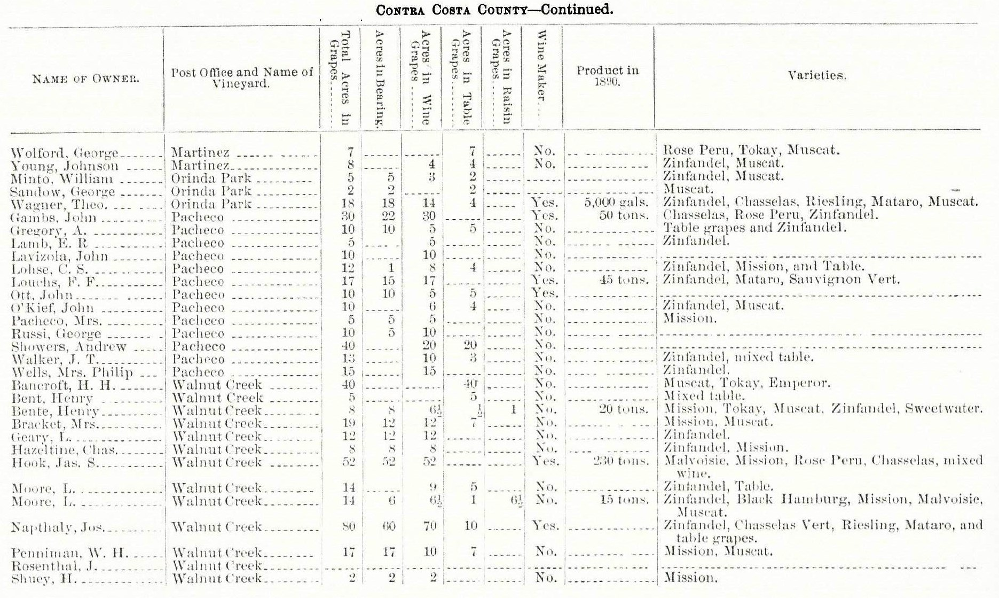 CONTRA COSTA COUNTY—Continued.
NAME OF OWNER. Post Office and Name of Vineyard. Total Acres in Grapes Acres in Bearing. Acres in Wine Grapes Acres in Table Grapes Acres in Raisin Grapes Wine Maker Product in 1890. Varieties.
Wolford, George Martinez 7 7 No. Rose Peru, Tokay, Muscat.
Young, Johnson Martinez 8 4 4 No. Zinfandel, Muscat.
Minto, William Orinda Park 5 5 3 2 Zinfandel, Muscat.
Sandow, George Orinda Park 2 2 2 Muscat.
Wagner, Theo. Orinda Park 18 18 14 4 Yes. 5,000 gals. Zinfandel, Chasselas, Riesling, Mataro, Muscat.
Gambs, John Pacheco 30 22 30 Yes. 50 tons. Chasselas, Rose Peru, Zinfandel.
Gregory, A. Pacheco 10 10 5 5 No. Table grapes and Zinfandel.
Lamb, E. R Pacheco 5 5 No. Zinfandel.
Lavizola, John Pacheco 10 10 No.
Lohse, C. S. Pacheco 12 1 8 4 No. Zinfandel, Mission, and Table.
Louchs, F. F. Pacheco 17 15 17 Yes. 45 tons. Zinfandel, Mataro, Sauvignon Vert.
Ott, John Pacheco 10 10 5 5 Yes.
O'Kief, John Pacheco 10 6 4 No. Zinfandel, Muscat.
Pacheco, Mrs. Pacheco 5 5 5 No. Mission.
Russi, George Pacheco 10 5 10 No.
Showers, Andrew Pacheco 40 20 20 No.
Walker, J. T. Pacheco 13 10 3 No. Zinfandel, mixed table.
Wells, Mrs. Philip Pacheco 15 15 No. Zinfandel.
Bancroft, H. H. Walnut Creek 40 40 No. Muscat, Tokay, Emperor.
Bent, Henry Walnut Creek 5 5 No. Mixed table.
Bente, Henry Walnut Creek 8 8 6½ ½ 1 No. 20 tons. Mission, Tokay, Muscat, Zinfandel, Sweetwater.
Bracket, Mrs. Walnut Creek 19 12 12 7 No. Mission, Muscat.
Geary, L. Walnut Creek 12 12 12 No. Zinfandel.
Hazeltine, Chas. Walnut Creek 8 8 8 No. Zinfandel, Mission.
Hook, Jas. S. Walnut Creek 52 52 52 Yes. 230 tons. Malvoisie, Mission, Rose Peru, Chasselas, mixed
wine.
Moore, L. Walnut Creek 14 9 5 No. Zinfandel, Table.
Moore, L. Walnut Creek 14 6 6½ 1 6½ No. 15 tons. Zinfandel, Black Hamburg, Mission, Malvoisie,
Muscat.
Napthaly, Jos. Walnut Creek 80 60 70 10 Yes. Zinfandel, Chasselas Vert, Riesling, Mataro, and
table grapes.
Penniman, W. H. Walnut Creek 17 17 10 7 No. Mission, Muscat.
Rosenthal, J. Walnut Creek
Shuey, H. Walnut Creek 2 2 2 No. Mission.